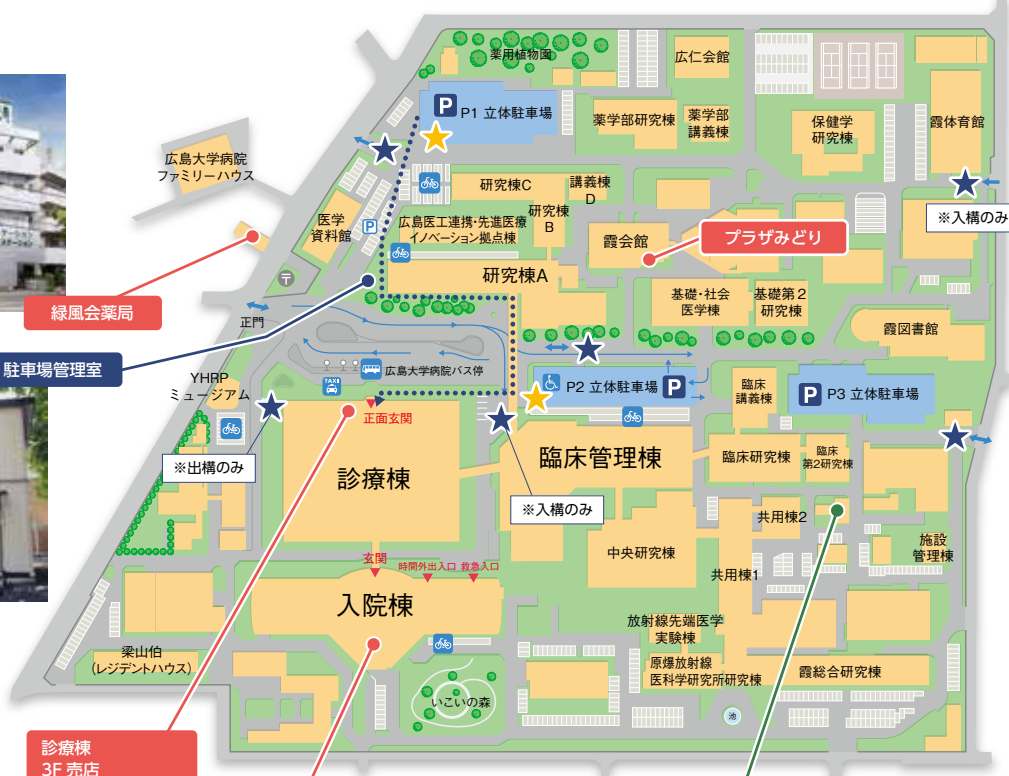 薬用植物園
広仁会館
P
P1 立体駐車場
薬学部研究棟
薬学部
講義棟
保健学
研究棟
霞体育館
広島大学病院
ファミリーハウス
研究棟C
講義棟
D
※入構のみ
医学
資料館
P
広島医工連携・先進医療
イノベーション拠点棟
研究棟
B
霞会館
プラザみどり
研究棟A
〒
緑風会薬局
正門
基礎・社会
医学棟
基礎第2
研究棟
霞図書館
駐車場管理室
YHRP
ミュージアム
TAXI
広島大学病院バス停
P2 立体駐車場
P
臨床
講義棟
P
P3 立体駐車場
正面玄関
※出構のみ
診療棟
臨床管理棟
臨床研究棟
臨床
第2研究棟
※入構のみ
共用棟2
中央研究棟
施設
管理棟
玄関
時間外出入口
救急入口
共用棟1
入院棟
放射線先端医学
実験棟
梁山伯
(レジデントハウス)
原爆放射線
医科学研究所研究棟
霞総合研究棟
いこいの森
池
診療棟
3F 売店